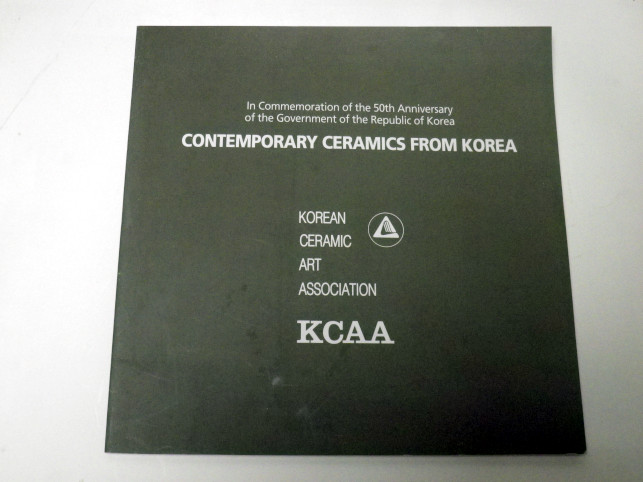 In Commemoration of the 50th Anniversary
of the Government of the Republic of Korea
CONTEMPORARY CERAMICS FROM KOREA
KOREAN
CERAMIC
ART
ASSOCIATION
KCAA